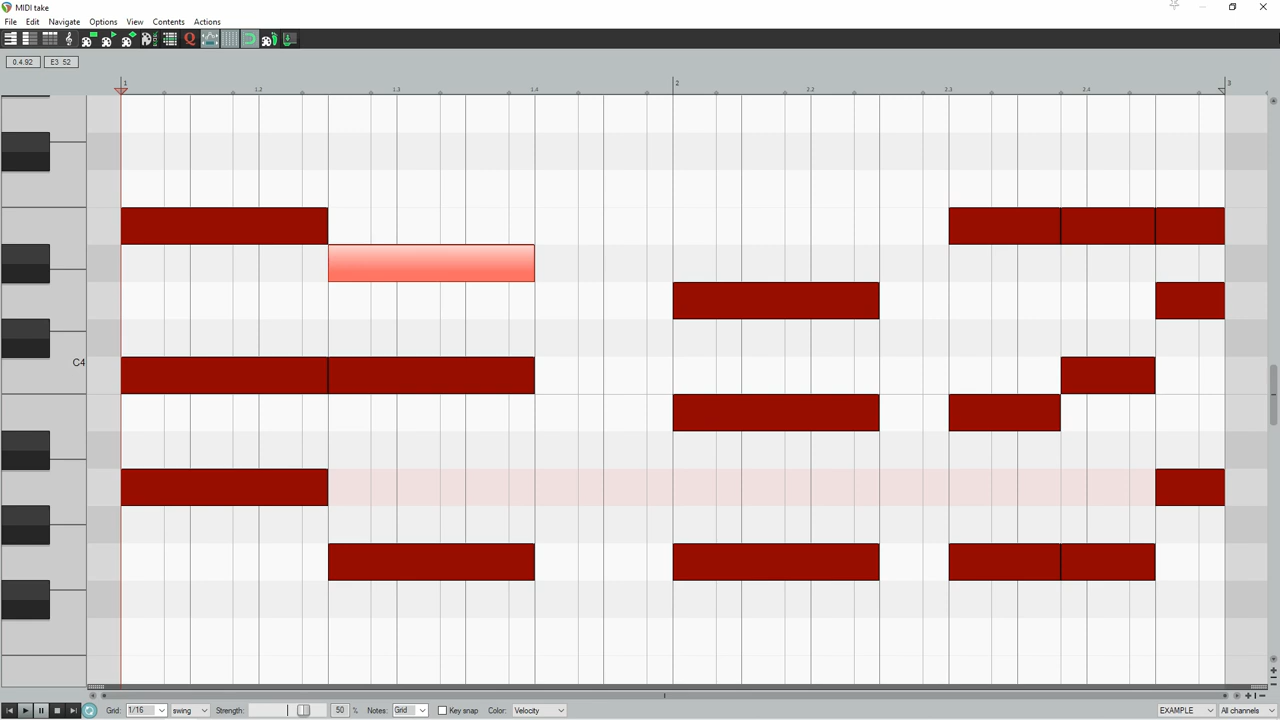 MIDI take
File Edit Navigate Options View Contents Actions
Q
0.4.92 E3 52
1 1.2 1.3 1.4 2 2.2 2.3 2.4 3
C4
Grid: 1/16 swing Strength: 50 % Notes: Grid Key snap Color: Velocity EXAMPLE All channels